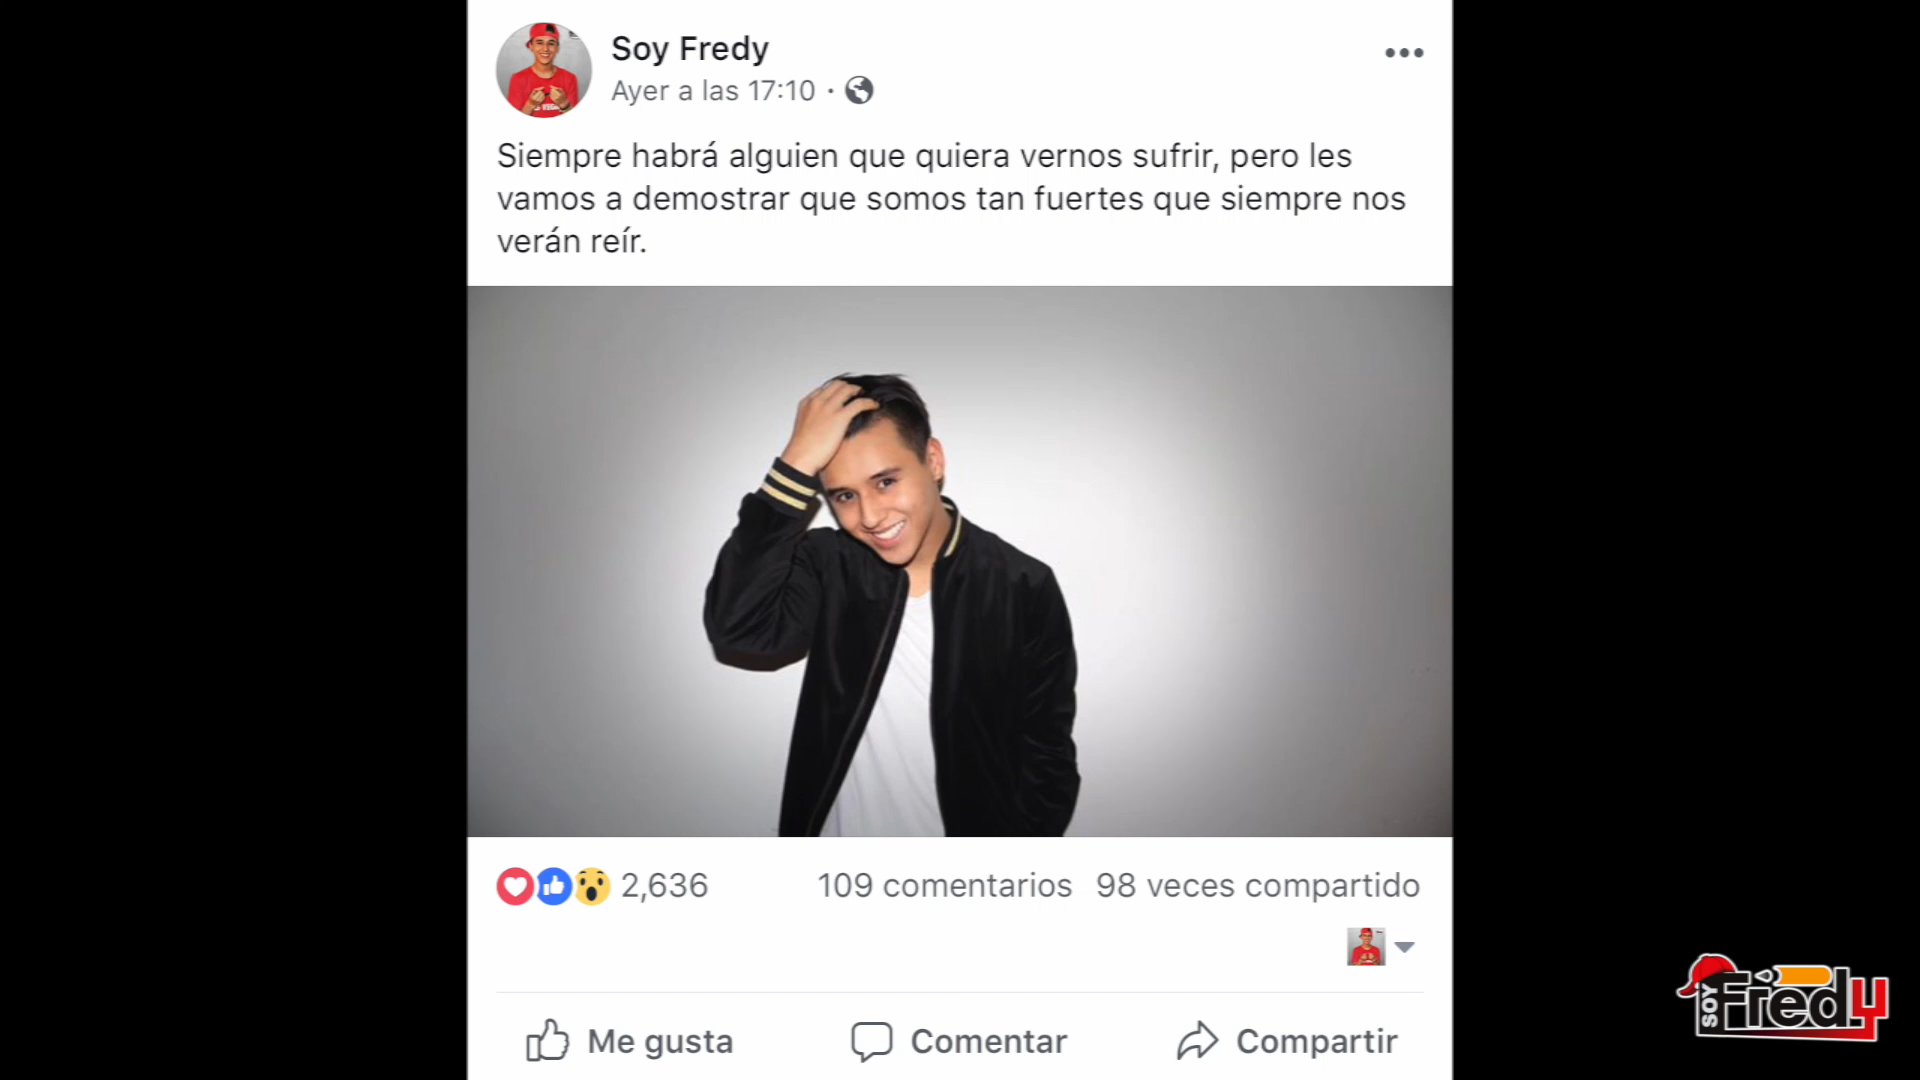 Soy Fredy
Ayer a las 17:10 ·
Siempre habrá alguien que quiera vernos sufrir, pero les
vamos a demostrar que somos tan fuertes que siempre nos
verán reír.
2,636
109 comentarios 98 veces compartido
Me gusta
Comentar
Compartir
SOY
Fredy